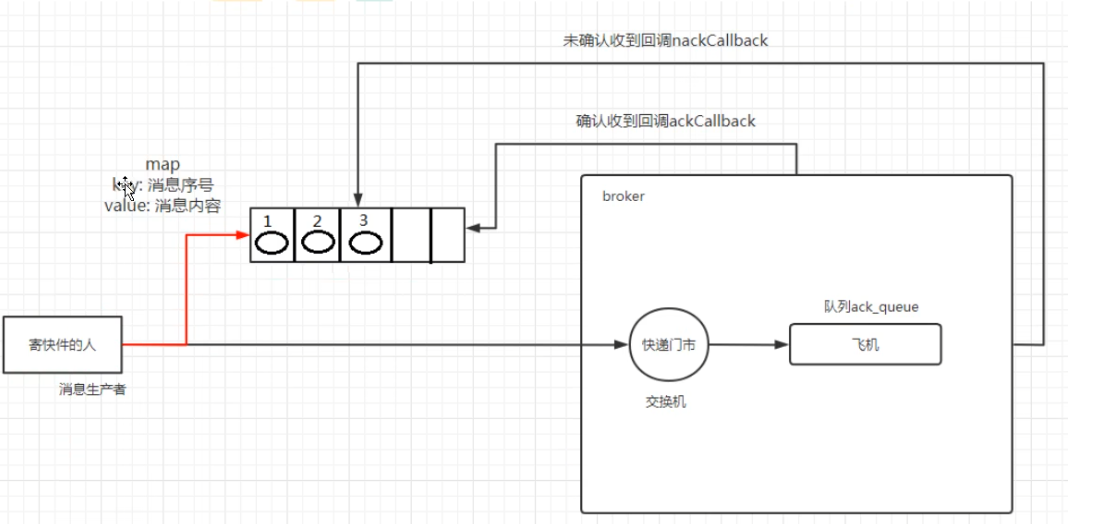 未确认收到回调nackCallback
确认收到回调ackCallback
map
key: 消息序号
value: 消息内容
broker
1 2 3
队列ack_queue
寄快件的人
快递门市
飞机
消息生产者
交换机